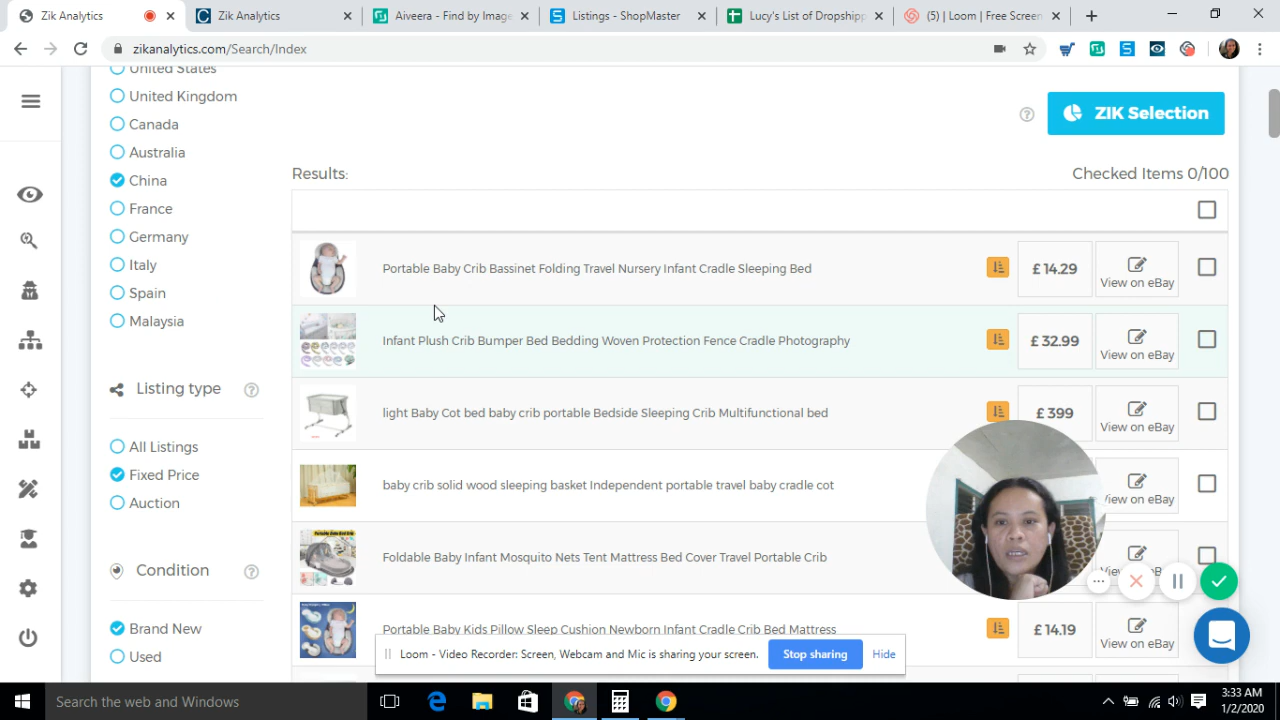 Zik Analytics
Zik Analytics
Aiveera - Find by Image
Listings - ShopMaster
Lucy's List of Dropshipp
(5) | Loom | Free Screen
zikanalytics.com/Search/Index
United States
United Kingdom
Canada
Australia
China
France
Germany
Italy
Spain
Malaysia
Listing type
All Listings
Fixed Price
Auction
Condition
Brand New
Used
ZIK Selection
Results:
Checked Items 0/100
Portable Baby Crib Bassinet Folding Travel Nursery Infant Cradle Sleeping Bed
£ 14.29
View on eBay
Infant Plush Crib Bumper Bed Bedding Woven Protection Fence Cradle Photography
£ 32.99
View on eBay
light Baby Cot bed baby crib portable Bedside Sleeping Crib Multifunctional bed
£ 399
View on eBay
baby crib solid wood sleeping basket Independent portable travel baby cradle cot
View on eBay
Foldable Baby Infant Mosquito Nets Tent Mattress Bed Cover Travel Portable Crib
Portable Baby Kids Pillow Sleep Cushion Newborn Infant Cradle Crib Bed Mattress
£ 14.19
View on eBay
Loom - Video Recorder: Screen, Webcam and Mic is sharing your screen.
Stop sharing
Hide
Search the web and Windows
3:33 AM
1/2/2020